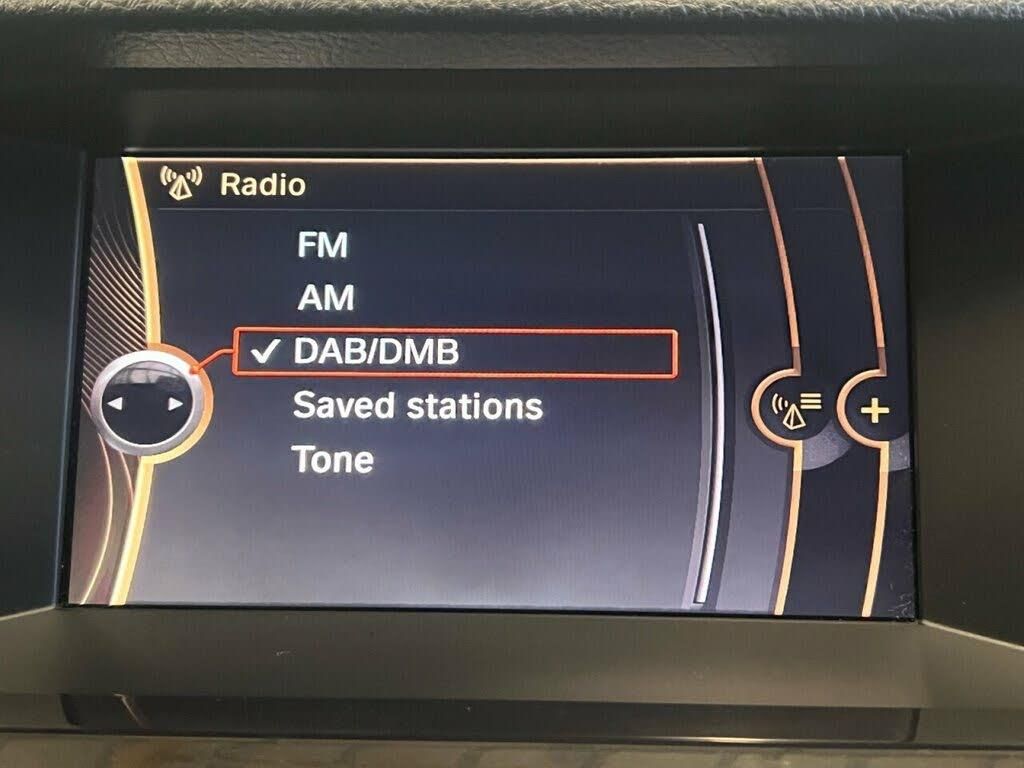 Radio
FM
AM
✓ DAB/DMB
Saved stations
Tone
+